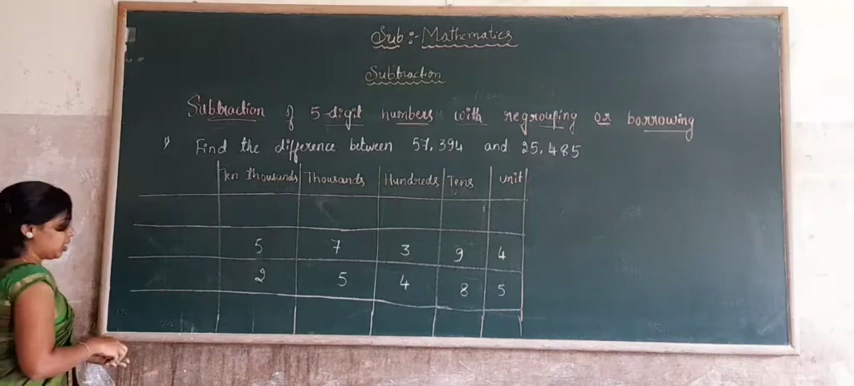 Sub:- Mathematics
Subtraction
Subtraction of 5-digit numbers with regrouping or borrowing
Find the difference between 57,394 and 25,485
Ten Thousands Thousands Hundreds Tens Unit
5 7 3 9 4
2 5 4 8 5